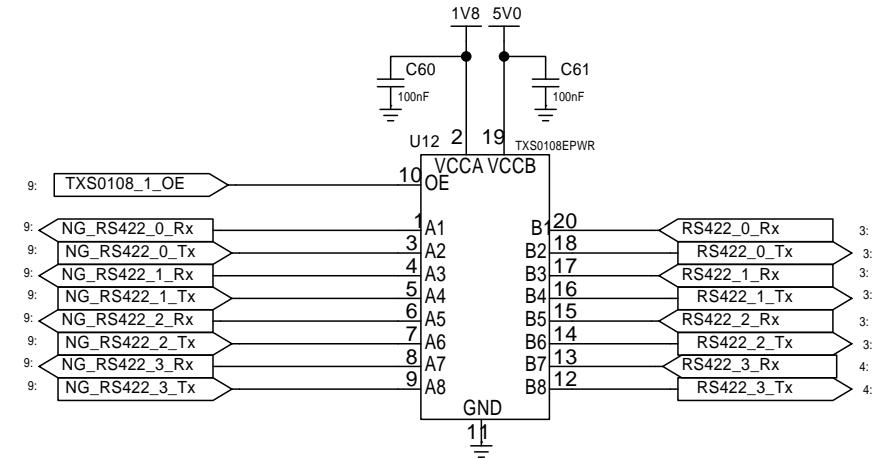 1V8 5V0
C60 C61
100nF 100nF
U12 2 19 TXS0108EPWR
VCCA VCCB
9: TXS0108_1_OE 10 OE
9: NG_RS422_0_Rx 1 A1 B1 20 RS422_0_Rx 3:
9: NG_RS422_0_Tx 3 A2 B2 18 RS422_0_Tx 3:
9: NG_RS422_1_Rx 4 A3 B3 17 RS422_1_Rx 3:
9: NG_RS422_1_Tx 5 A4 B4 16 RS422_1_Tx 3:
9: NG_RS422_2_Rx 6 A5 B5 15 RS422_2_Rx 3:
9: NG_RS422_2_Tx 7 A6 B6 14 RS422_2_Tx 3:
9: NG_RS422_3_Rx 8 A7 B7 13 RS422_3_Rx 4:
9: NG_RS422_3_Tx 9 A8 B8 12 RS422_3_Tx 4:
GND
11